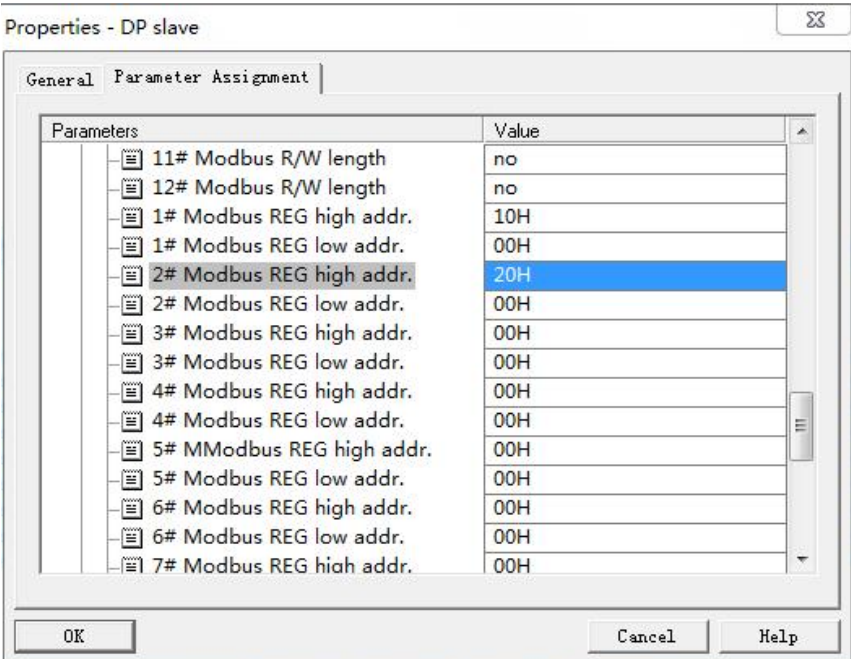 Properties - DP slave
General Parameter Assignment
Parameters Value
11# Modbus R/W length no
12# Modbus R/W length no
1# Modbus REG high addr. 10H
1# Modbus REG low addr. 00H
2# Modbus REG high addr. 20H
2# Modbus REG low addr. 00H
3# Modbus REG high addr. 00H
3# Modbus REG low addr. 00H
4# Modbus REG high addr. 00H
4# Modbus REG low addr. 00H
5# MModbus REG high addr. 00H
5# Modbus REG low addr. 00H
6# Modbus REG high addr. 00H
6# Modbus REG low addr. 00H
7# Modbus REG high addr. 00H
OK Cancel Help